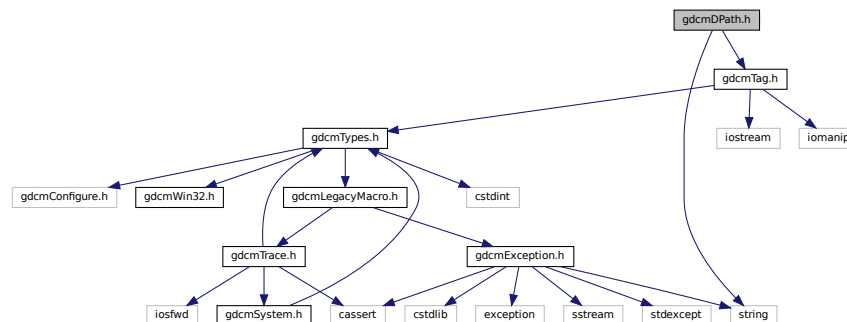 gdcmDPath.h
gdcmTag.h
gdcmTypes.h
iostream
iomanip
gdcmConfigure.h
gdcmWin32.h
gdcmLegacyMacro.h
cstdint
gdcmTrace.h
gdcmException.h
iosfwd
gdcmSystem.h
cassert
cstdlib
exception
sstream
stdexcept
string